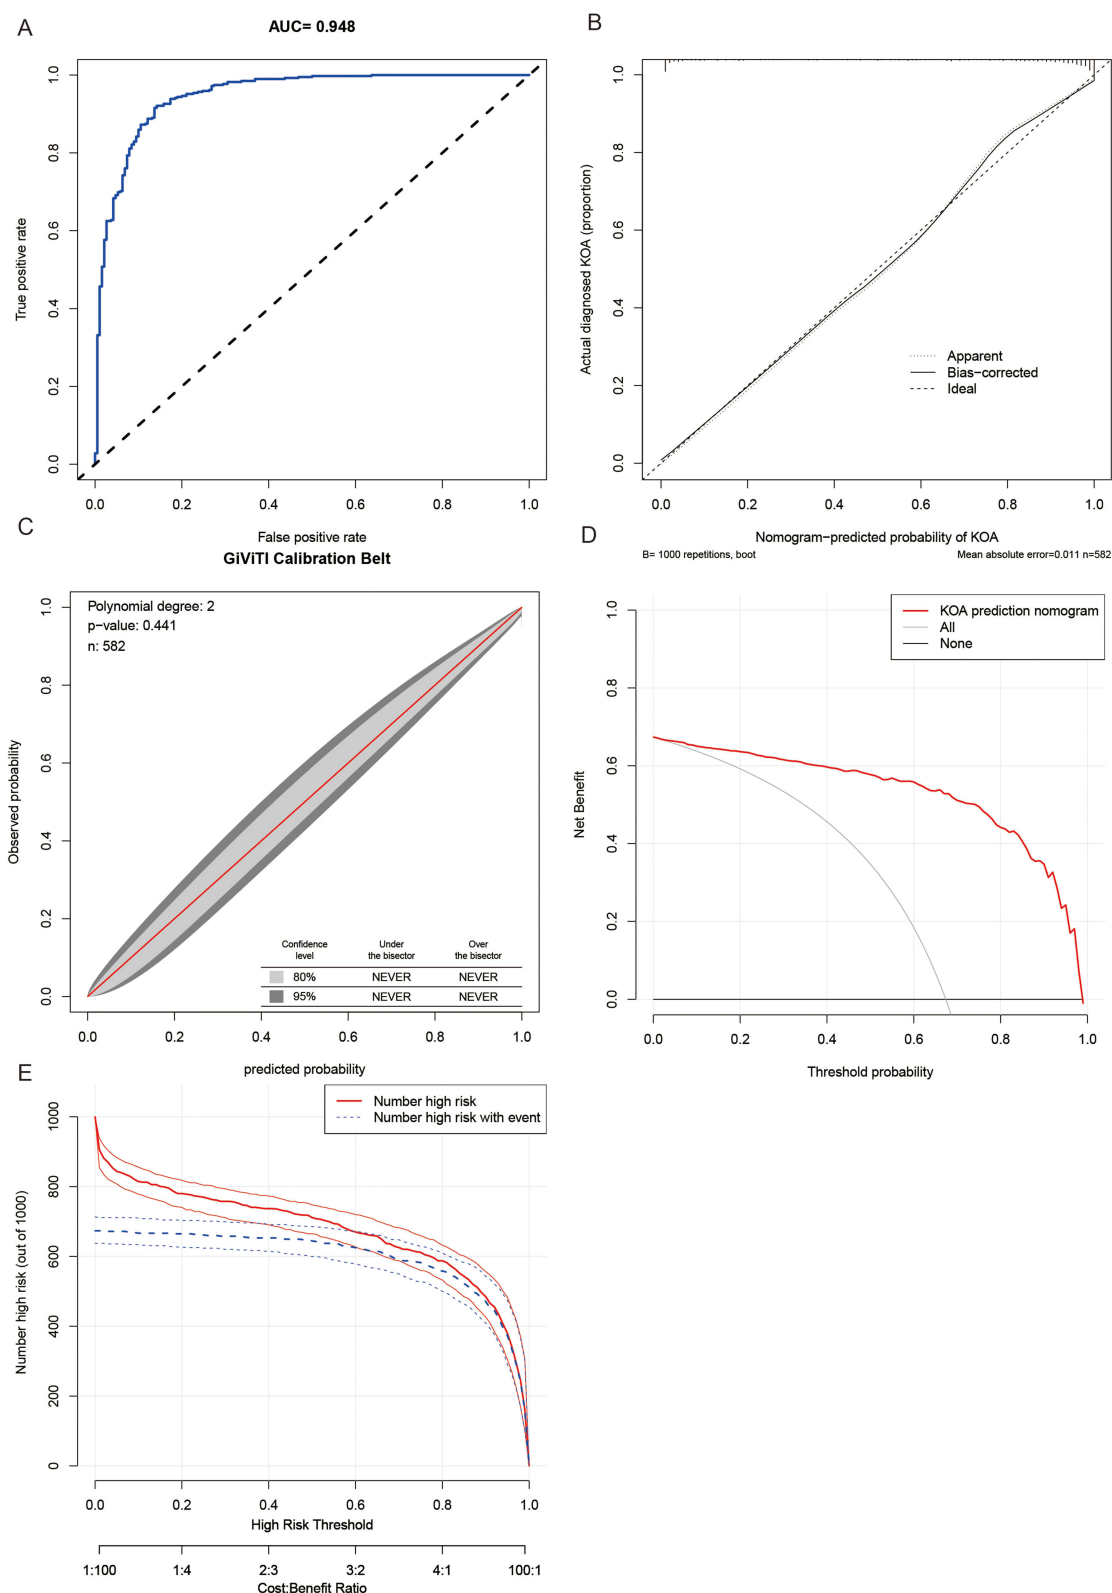 A
AUC= 0.948
True positive rate
1.0
0.8
0.6
0.4
0.2
0.0
0.0 0.2 0.4 0.6 0.8 1.0
False positive rate
B
Actual diagnosed KOA (proportion)
1.0
0.8
0.6
0.4
0.2
0.0
Apparent
Bias−corrected
Ideal
0.0 0.2 0.4 0.6 0.8 1.0
Nomogram−predicted probability of KOA
B= 1000 repetitions, boot Mean absolute error=0.011 n=582
C
GiViTI Calibration Belt
Polynomial degree: 2
p-value: 0.441
n: 582
Observed probability
1.0
0.8
0.6
0.4
0.2
0.0
Confidence level Under the bisector Over the bisector
80% NEVER NEVER
95% NEVER NEVER
0.0 0.2 0.4 0.6 0.8 1.0
predicted probability
D
KOA prediction nomogram
All
None
Net Benefit
1.0
0.8
0.6
0.4
0.2
0.0
0.0 0.2 0.4 0.6 0.8 1.0
Threshold probability
E
Number high risk
Number high risk with event
Number high risk (out of 1000)
1000
800
600
400
200
0
0.0 0.2 0.4 0.6 0.8 1.0
High Risk Threshold
1:100 1:4 2:3 3:2 4:1 100:1
Cost:Benefit Ratio